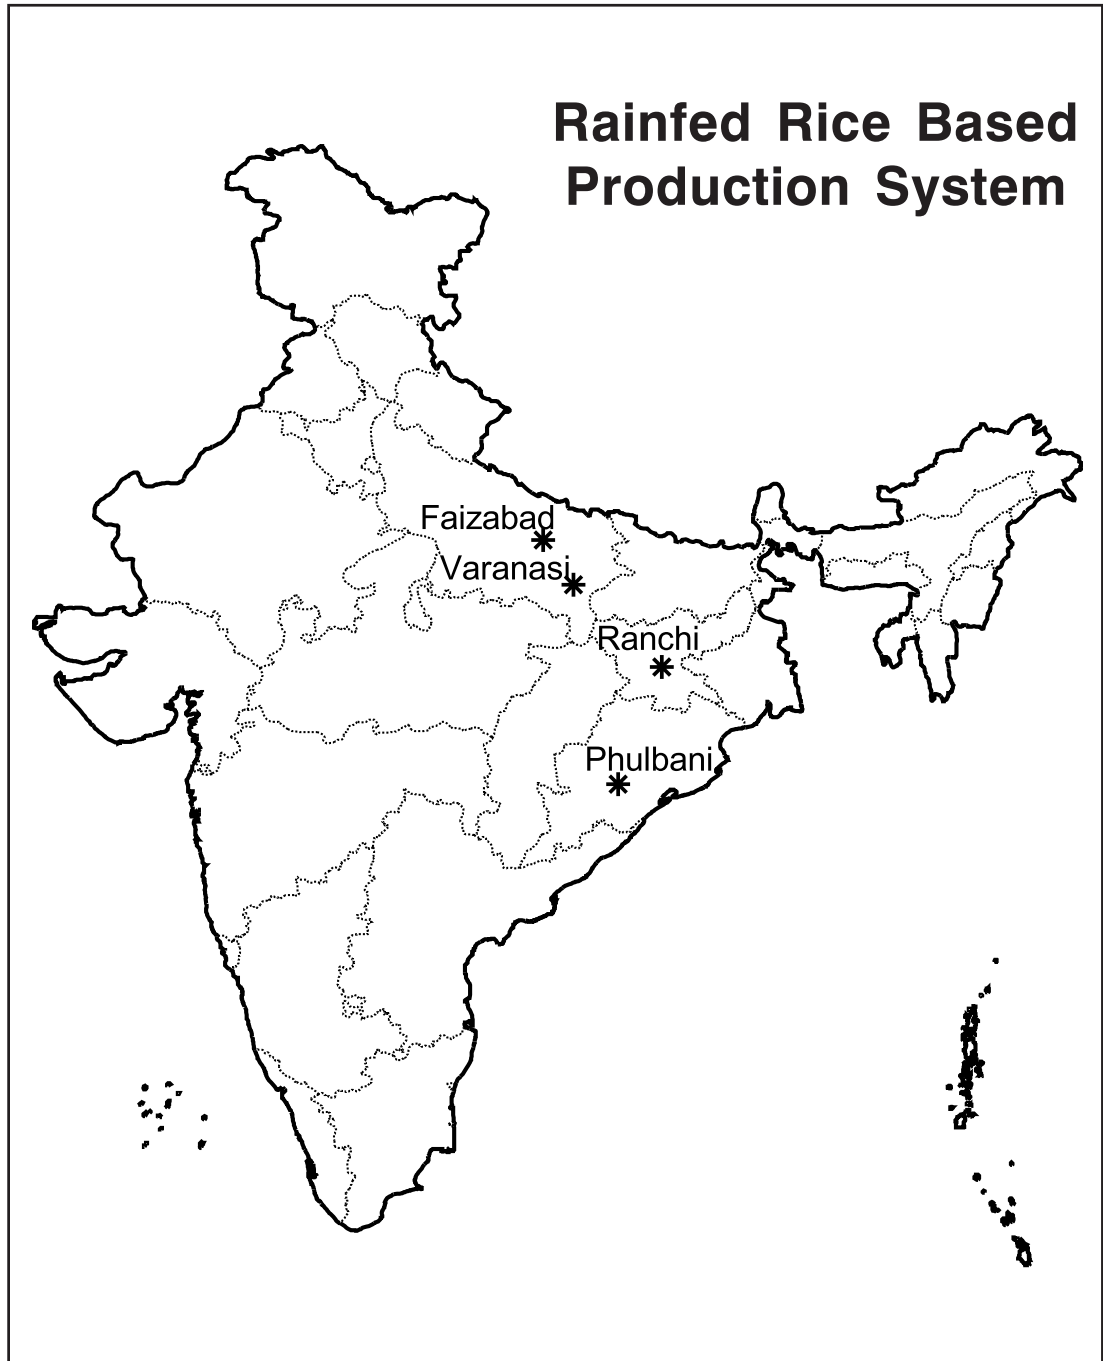 Rainfed Rice Based
Production System
Faizabad
Varanasi
Ranchi
Phulbani